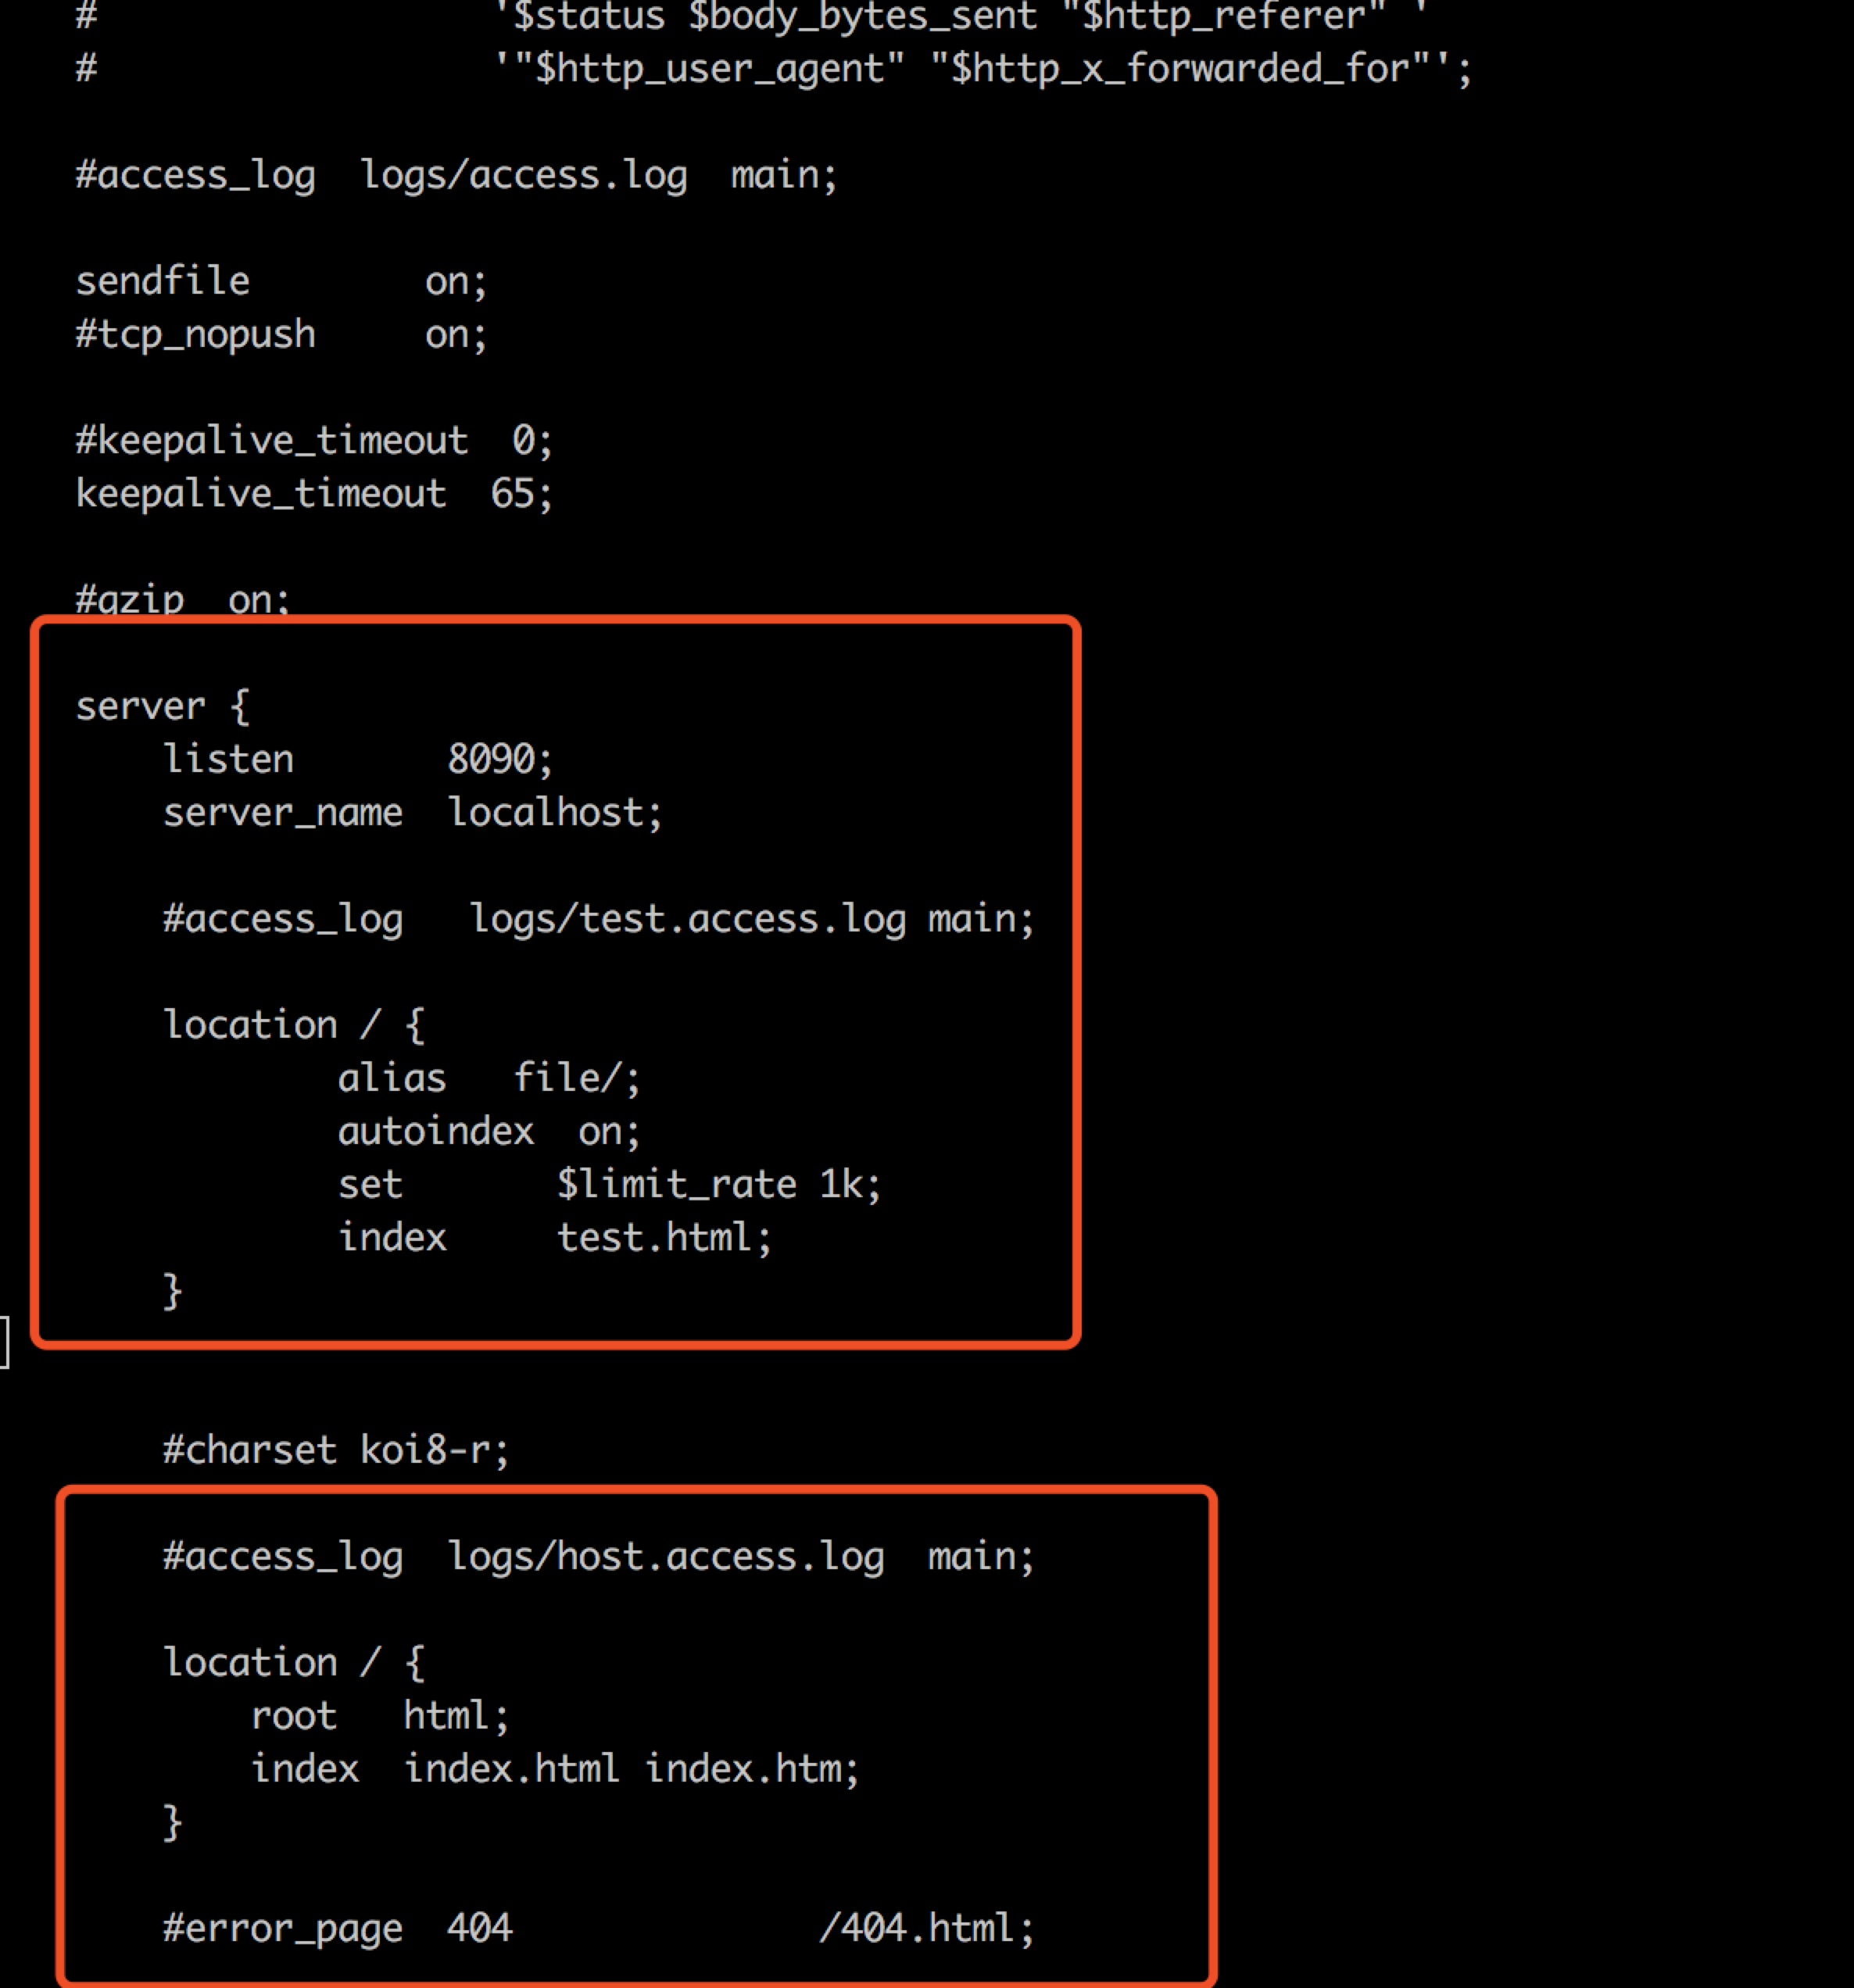 #                  '$status $body_bytes_sent "$http_referer" '
#                  '"$http_user_agent" "$http_x_forwarded_for"';
#access_log  logs/access.log  main;
sendfile        on;
#tcp_nopush     on;
#keepalive_timeout  0;
keepalive_timeout  65;
#gzip  on;
server {
    listen       8090;
    server_name  localhost;
    #access_log   logs/test.access.log main;
    location / {
            alias   file/;
            autoindex  on;
            set       $limit_rate 1k;
            index     test.html;
    }
    #charset koi8-r;
    #access_log  logs/host.access.log  main;
    location / {
        root   html;
        index  index.html index.htm;
    }
    #error_page  404              /404.html;